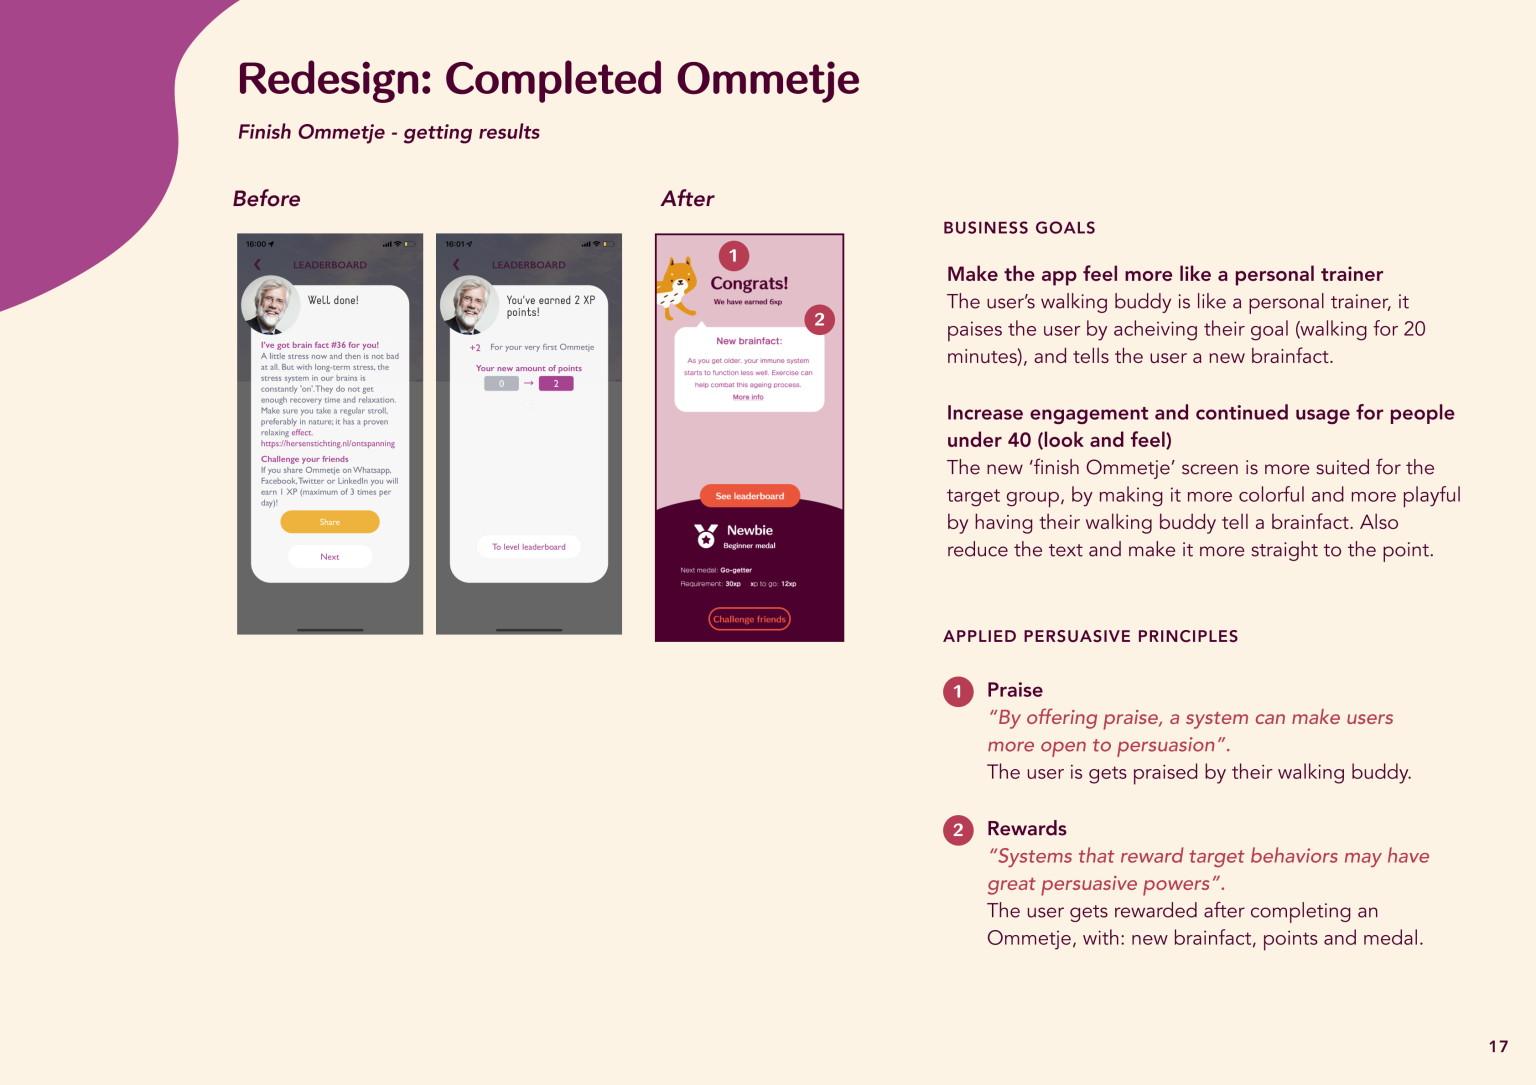 Redesign: Completed Ommetje
Finish Ommetje - getting results
Before
16:00
LEADERBOARD
Well done!
I've got brain fact #36 for you!
A little stress now and then is not bad
at all. But with long-term stress, the
stress system in our brains is
constantly 'on'. They do not get
enough recovery time and relaxation.
Make sure you take a regular stroll,
preferably in nature; it has a proven
relaxing effect.
https://hersenstichting.nl/ontspanning
Challenge your friends
If you share Ommetje on Whatsapp,
Facebook, Twitter or LinkedIn you will
earn 1 XP (maximum of 3 times per
day)!
Share
Next
16:01
LEADERBOARD
You've earned 2 XP
points!
+2 For your very first Ommetje
Your new amount of points
0 → 2
To level leaderboard
After
1
Congrats!
We have earned 6xp
2
New brainfact:
As you get older, your immune system
starts to function less well. Exercise can
help combat this ageing process.
More info
See leaderboard
Newbie
Beginner medal
Next medal: Go-getter
Requirement: 30xp xp to go: 12xp
Challenge friends
BUSINESS GOALS
Make the app feel more like a personal trainer
The user's walking buddy is like a personal trainer, it
paises the user by acheiving their goal (walking for 20
minutes), and tells the user a new brainfact.
Increase engagement and continued usage for people
under 40 (look and feel)
The new 'finish Ommetje' screen is more suited for the
target group, by making it more colorful and more playful
by having their walking buddy tell a brainfact. Also
reduce the text and make it more straight to the point.
APPLIED PERSUASIVE PRINCIPLES
1 Praise
"By offering praise, a system can make users
more open to persuasion".
The user is gets praised by their walking buddy.
2 Rewards
"Systems that reward target behaviors may have
great persuasive powers".
The user gets rewarded after completing an
Ommetje, with: new brainfact, points and medal.
17